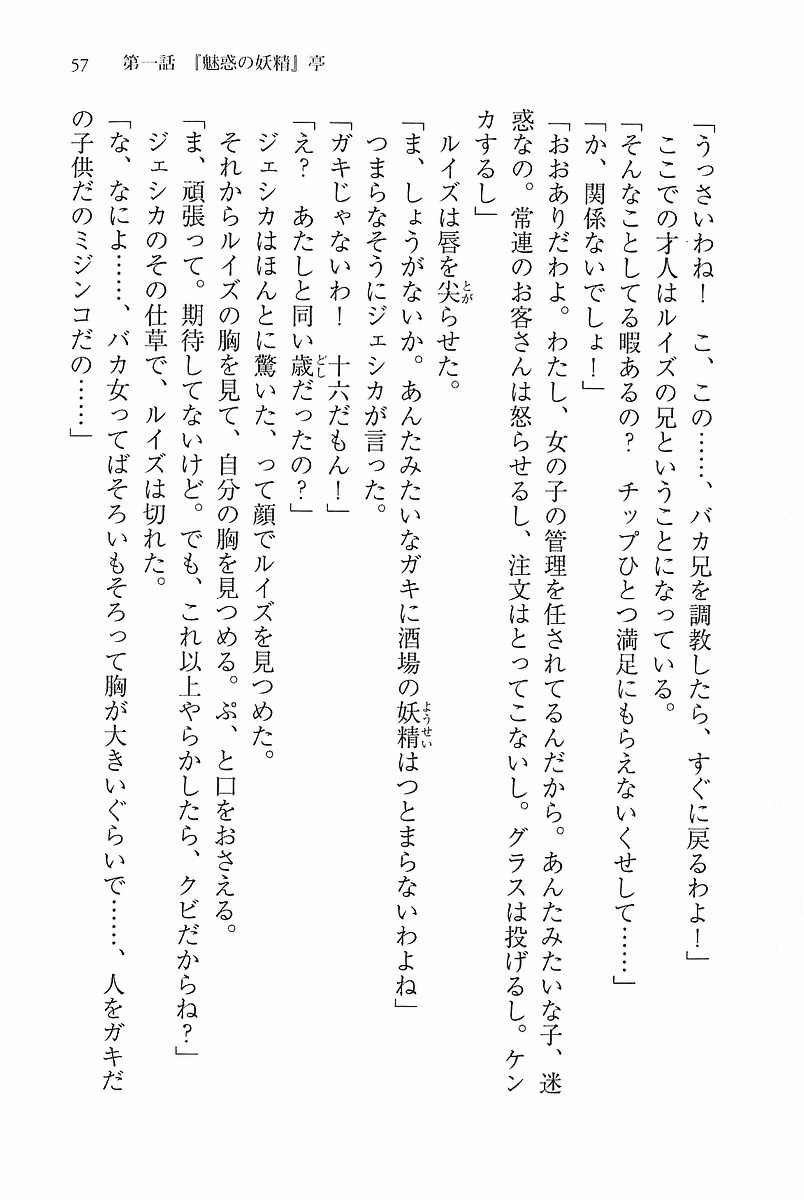 57　第一話　『魅惑の妖精』亭
「うっさいわね！　こ、この……、バカ兄を調教したら、すぐに戻るわよ！」
　ここでの才人はルイズの兄ということになっている。
「そんなことしてる暇あるの？　チップひとつ満足にもらえないくせして……」
「か、関係ないでしょ！」
「おおありだわよ。わたし、女の子の管理を任されてるんだから。あんたみたいな子、迷
惑なの。常連のお客さんは怒らせるし、注文はとってこないし。グラスは投げるし。ケン
カするし」
　ルイズは唇を尖らせた。
「ま、しょうがないか。あんたみたいなガキに酒場の妖精はつとまらないわよね」
　つまらなそうにジェシカが言った。
「ガキじゃないわ！　十六だもん！」
「え？　あたしと同い歳だったの？」
　ジェシカはほんとに驚いた、って顔でルイズを見つめた。
　それからルイズの胸を見て、自分の胸を見つめる。ぷ、と口をおさえる。
「ま、頑張って。期待してないけど。でも、これ以上やらかしたら、クビだからね？」
　ジェシカのその仕草で、ルイズは切れた。
「な、なによ……、バカ女ってばそろいもそろって胸が大きいぐらいで……、人をガキだ
の子供だのミジンコだの……」